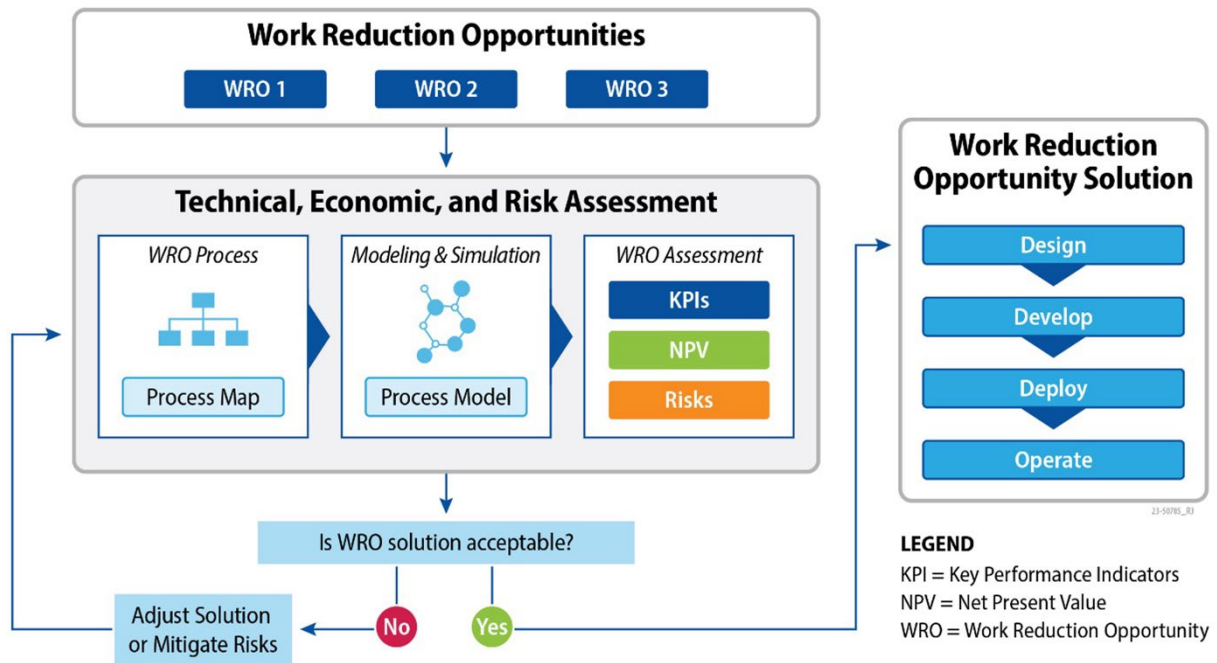 Work Reduction Opportunities
WRO 1
WRO 2
WRO 3
Technical, Economic, and Risk Assessment
WRO Process
Process Map
Modeling & Simulation
Process Model
WRO Assessment
KPIs
NPV
Risks
Is WRO solution acceptable?
No
Yes
Adjust Solution
or Mitigate Risks
Work Reduction
Opportunity Solution
Design
Develop
Deploy
Operate
LEGEND
KPI = Key Performance Indicators
NPV = Net Present Value
WRO = Work Reduction Opportunity